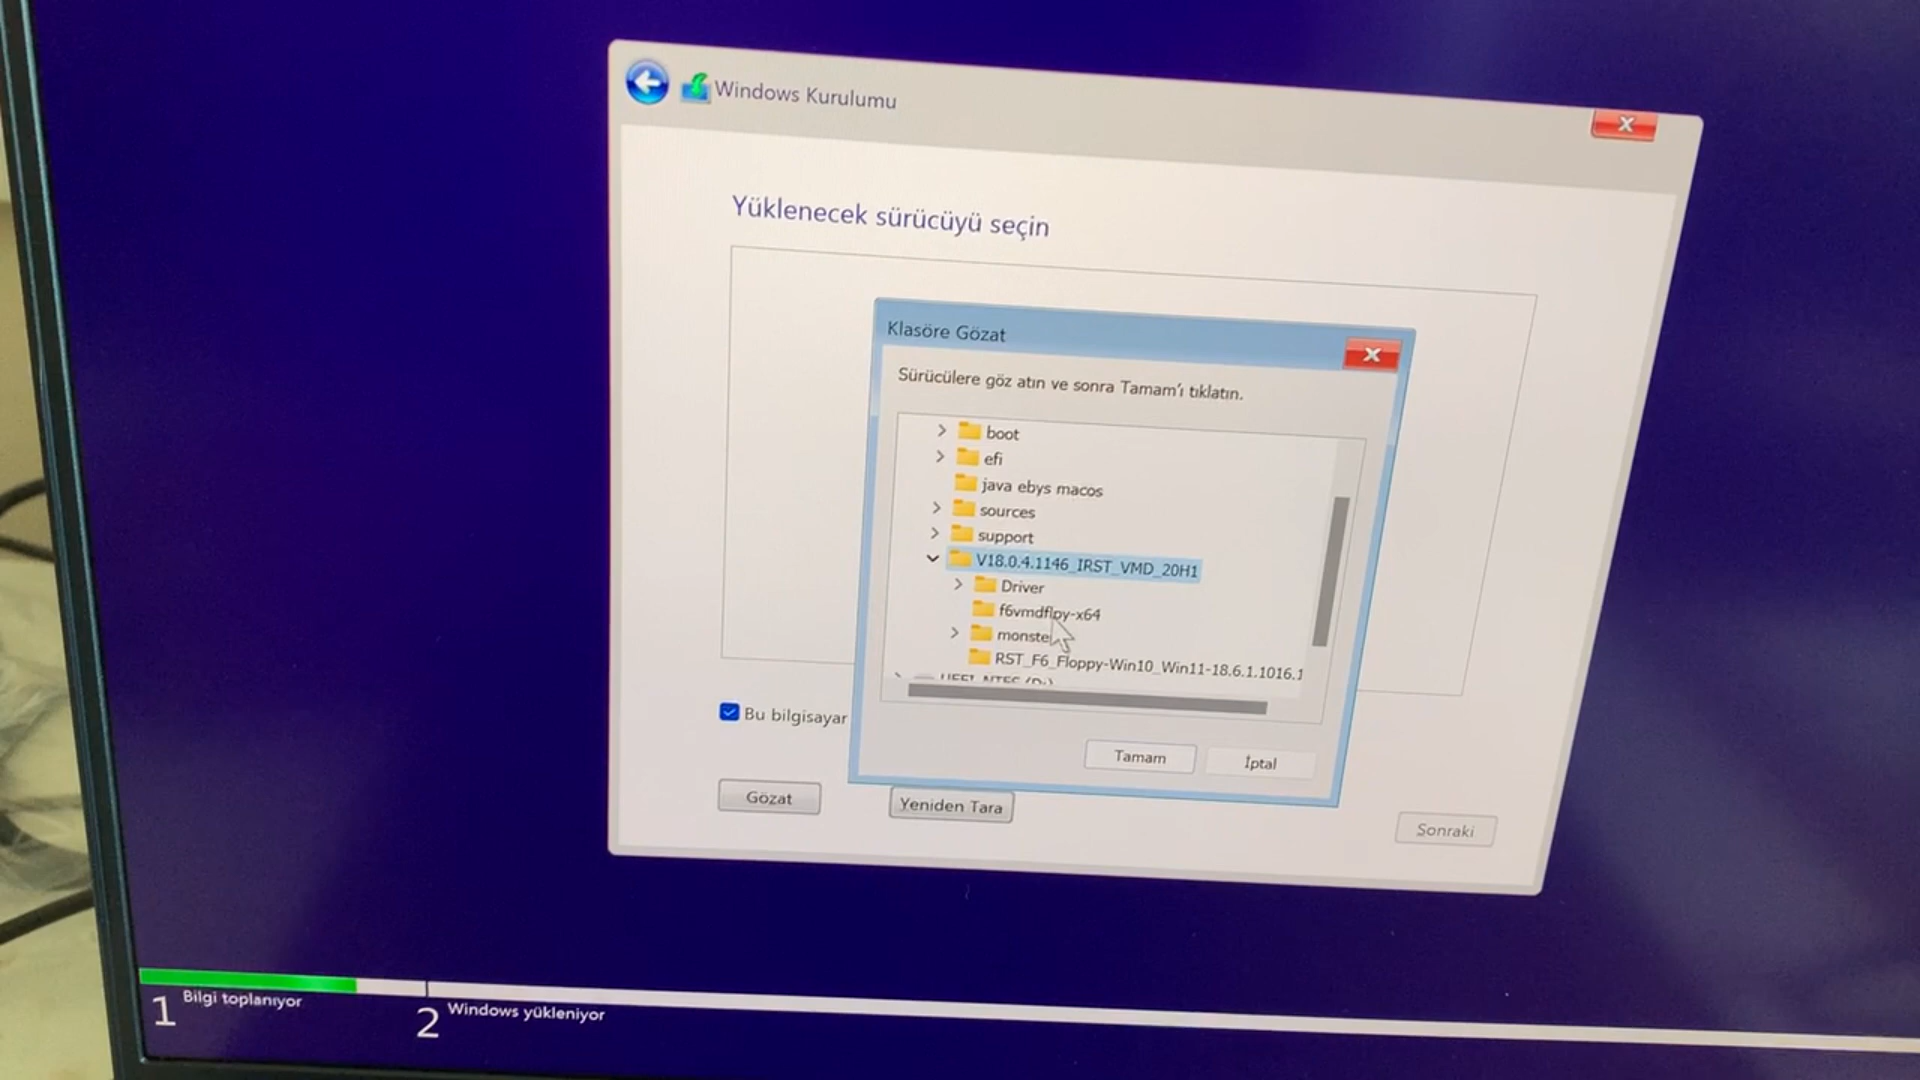 Windows Kurulumu
Yüklenecek sürücüyü seçin
Klasöre Gözat
Sürücülere göz atın ve sonra Tamam'ı tıklatın.
boot
efi
java ebys macos
sources
support
V18.0.4.1146_IRST_VMD_20H1
Driver
f6vmdflpy-x64
monste
RST_F6_Floppy-Win10_Win11-18.6.1.1016.1
Bu bilgisayar
Tamam
İptal
Gözat
Yeniden Tara
Sonraki
1 Bilgi toplanıyor
2 Windows yükleniyor